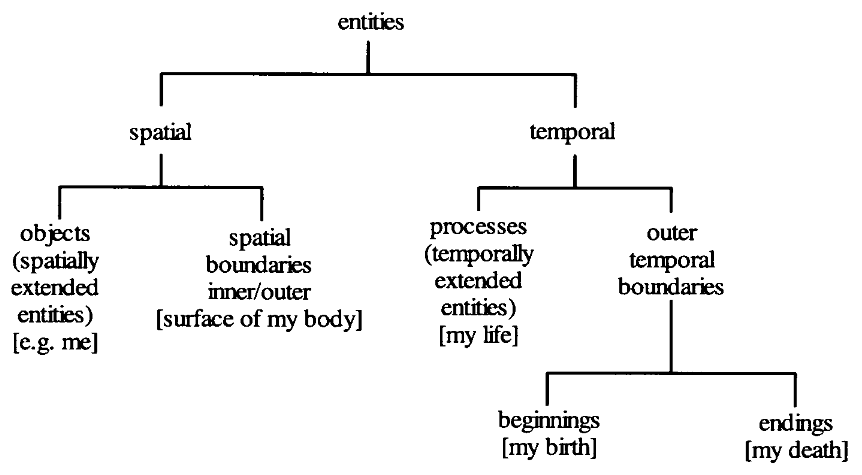 entities
spatial
temporal
objects
(spatially
extended
entities)
[e.g. me]
spatial
boundaries
inner/outer
[surface of my body]
processes
(temporally
extended
entities)
[my life]
outer
temporal
boundaries
beginnings
[my birth]
endings
[my death]